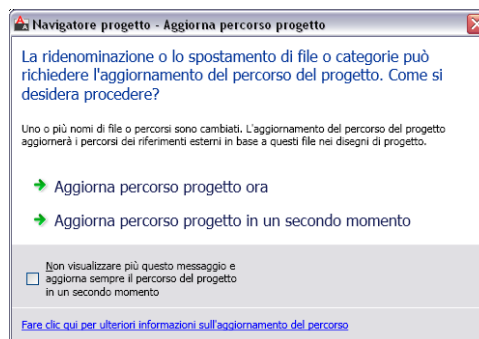 Navigatore progetto - Aggiorna percorso progetto
La ridenominazione o lo spostamento di file o categorie può
richiedere l'aggiornamento del percorso del progetto. Come si
desidera procedere?
Uno o più nomi di file o percorsi sono cambiati. L'aggiornamento del percorso del progetto
aggiornerà i percorsi dei riferimenti esterni in base a questi file nei disegni di progetto.
Aggiorna percorso progetto ora
Aggiorna percorso progetto in un secondo momento
Non visualizzare più questo messaggio e
aggiorna sempre il percorso del progetto
in un secondo momento
Fare clic qui per ulteriori informazioni sull'aggiornamento del percorso